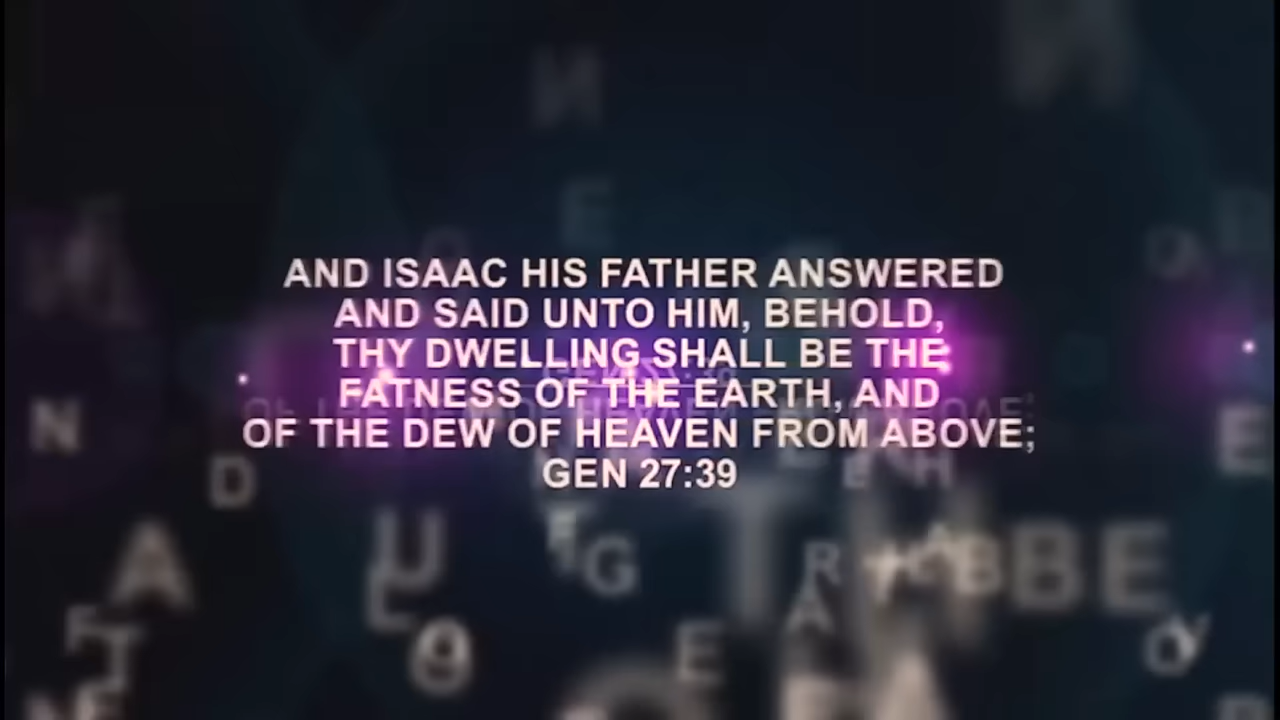 AND ISAAC HIS FATHER ANSWERED
AND SAID UNTO HIM, BEHOLD,
THY DWELLING SHALL BE THE
FATNESS OF THE EARTH, AND
OF THE DEW OF HEAVEN FROM ABOVE;
GEN 27:39